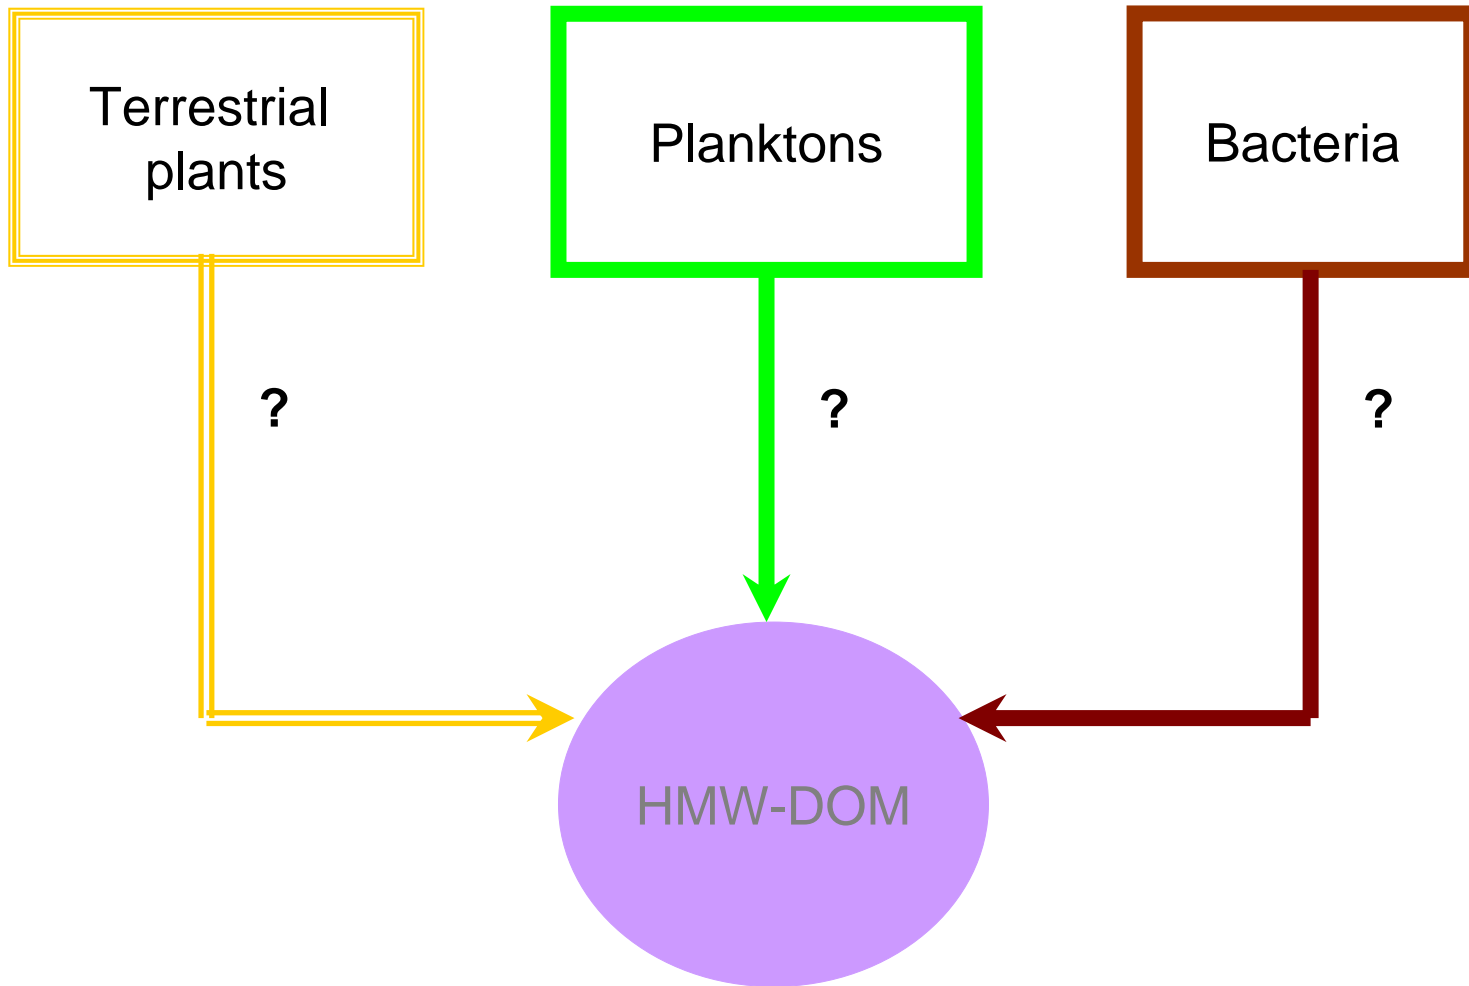 Terrestrial
plants
Planktons
Bacteria
?
?
?
HMW-DOM